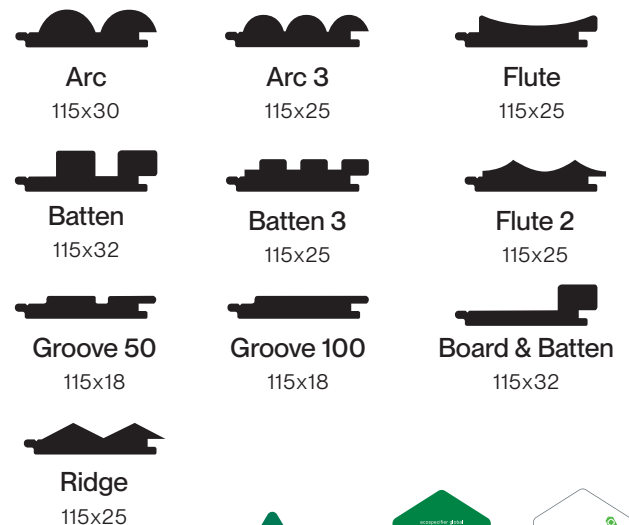 Arc
115x30
Arc 3
115x25
Flute
115x25
Batten
115x32
Batten 3
115x25
Flute 2
115x25
Groove 50
115x18
Groove 100
115x18
Board & Batten
115x32
Ridge
115x25
ecospecifier global